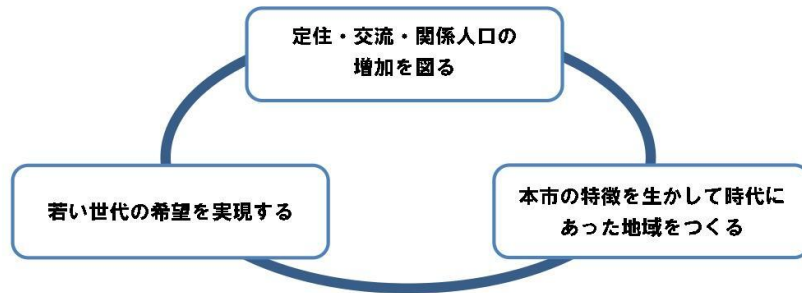 定住・交流・関係人口の
増加を図る
若い世代の希望を実現する
本市の特徴を生かして時代に
あった地域をつくる